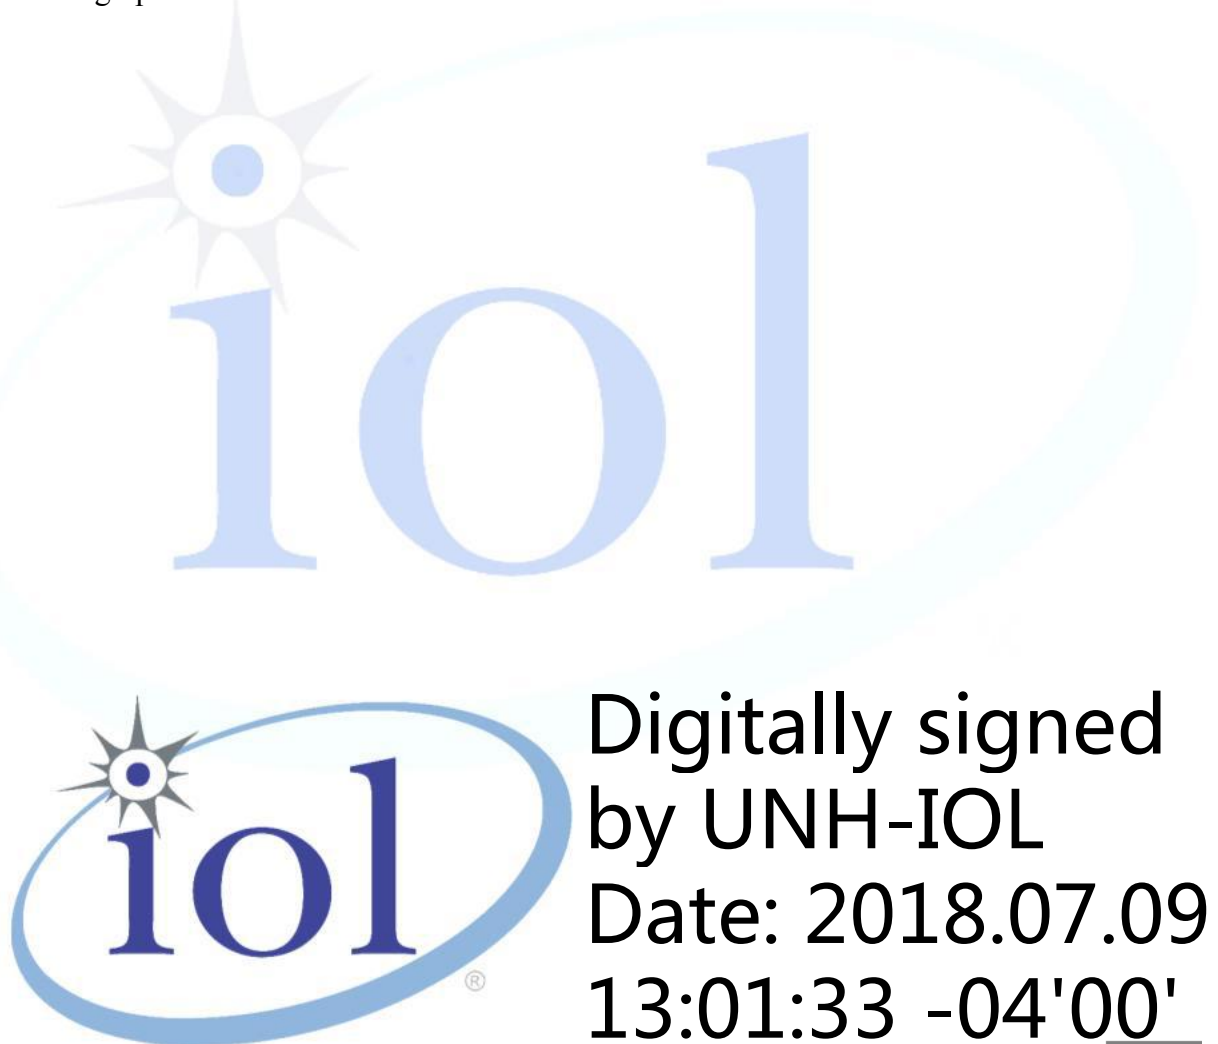 iol
iol
®
Digitally signed
by UNH-IOL
Date: 2018.07.09
13:01:33 -04'00'